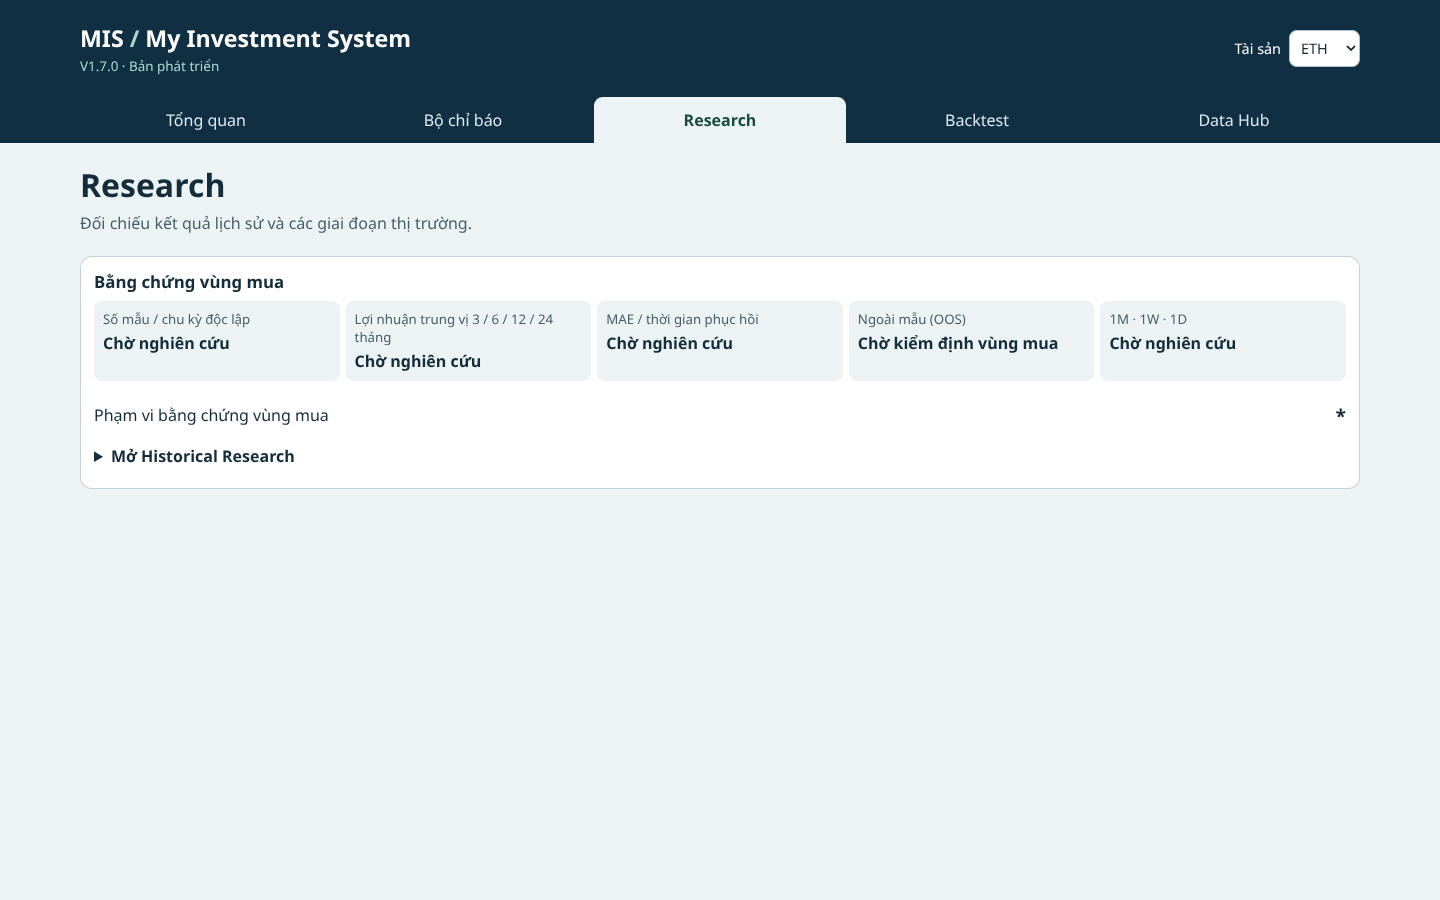 MIS / My Investment System
V1.7.0 · Bản phát triển
Tài sản ETH
Tổng quan
Bộ chỉ báo
Research
Backtest
Data Hub
Research
Đối chiếu kết quả lịch sử và các giai đoạn thị trường.
Bằng chứng vùng mua
Số mẫu / chu kỳ độc lập
Chờ nghiên cứu
Lợi nhuận trung vị 3 / 6 / 12 / 24
tháng
Chờ nghiên cứu
MAE / thời gian phục hồi
Chờ nghiên cứu
Ngoài mẫu (OOS)
Chờ kiểm định vùng mua
1M · 1W · 1D
Chờ nghiên cứu
Phạm vi bằng chứng vùng mua *
Mở Historical Research